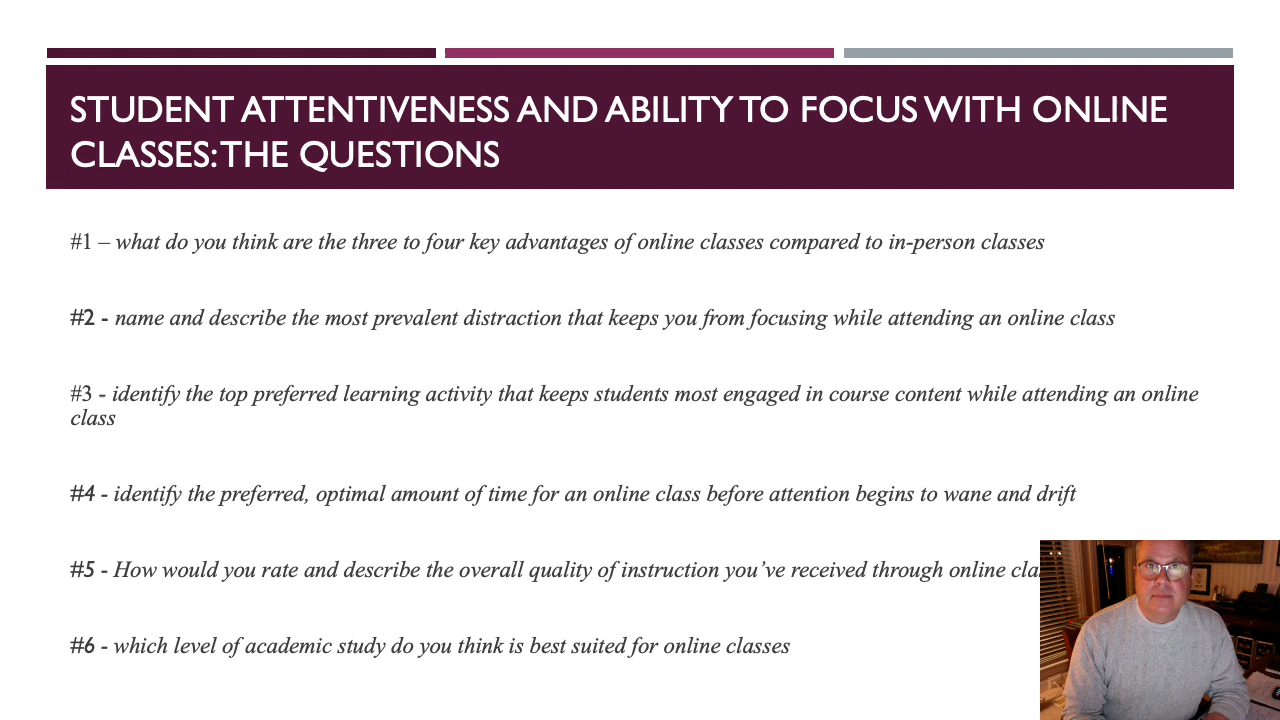 STUDENT ATTENTIVENESS AND ABILITY TO FOCUS WITH ONLINE
CLASSES: THE QUESTIONS
#1 – what do you think are the three to four key advantages of online classes compared to in-person classes
#2 - name and describe the most prevalent distraction that keeps you from focusing while attending an online class
#3 - identify the top preferred learning activity that keeps students most engaged in course content while attending an online
class
#4 - identify the preferred, optimal amount of time for an online class before attention begins to wane and drift
#5 - How would you rate and describe the overall quality of instruction you’ve received through online
#6 - which level of academic study do you think is best suited for online classes